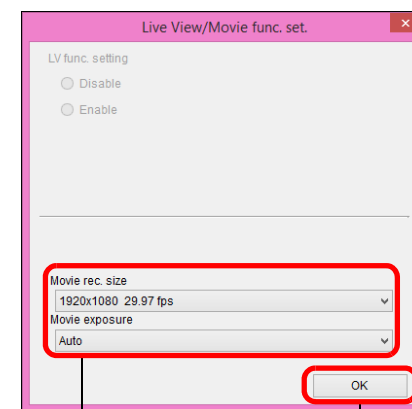 Live View/Movie func. set.
LV func. setting
Disable
Enable
Movie rec. size
1920x1080 29.97 fps
Movie exposure
Auto
OK